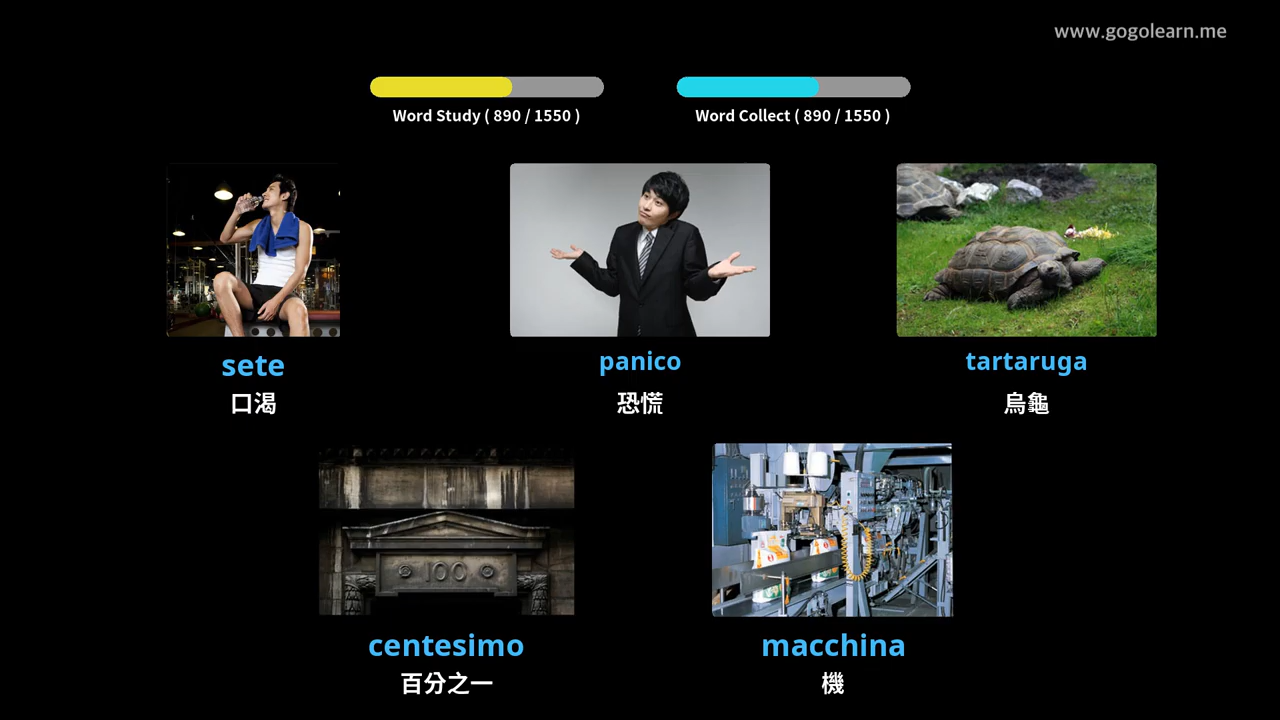 www.gogolearn.me
Word Study ( 890 / 1550 )
Word Collect ( 890 / 1550 )
sete
口渴
panico
恐慌
tartaruga
烏龜
100
centesimo
百分之一
macchina
機